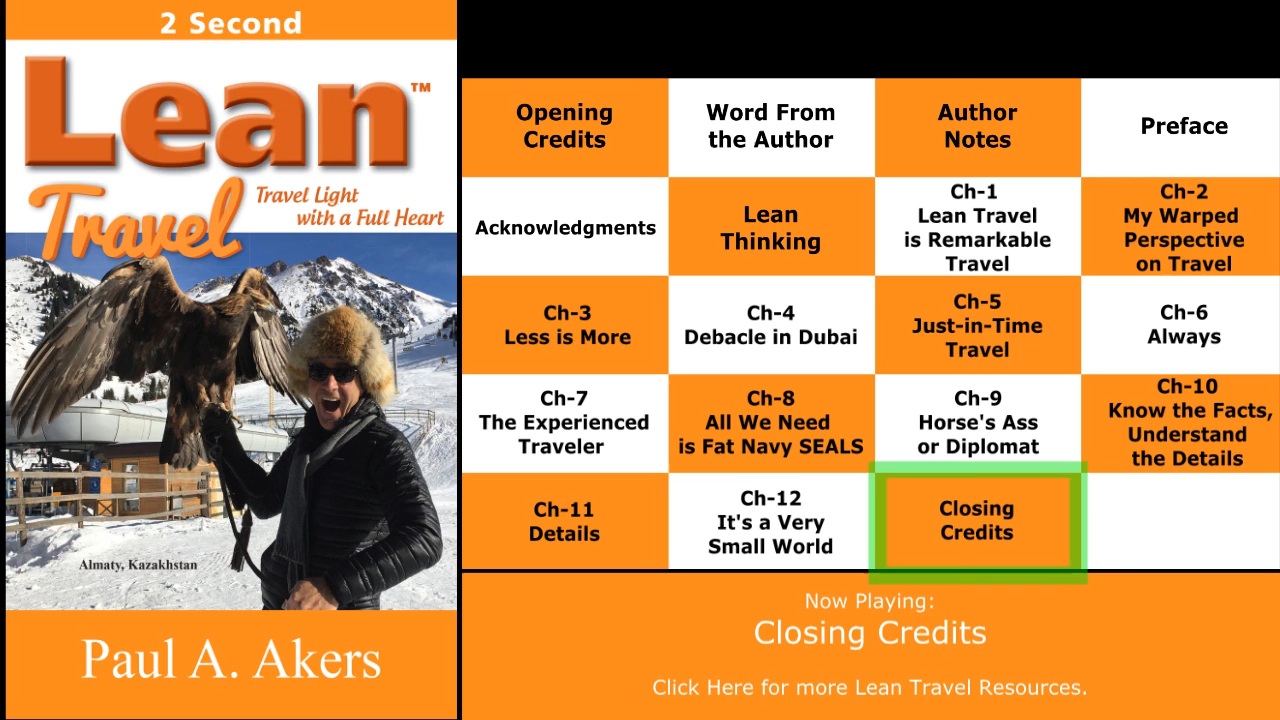 2 Second
Lean™
Travel
Travel Light
with a Full Heart
Almaty, Kazakhstan
Paul A. Akers
Opening
Credits
Word From
the Author
Author
Notes
Preface
Acknowledgments
Lean
Thinking
Ch-1
Lean Travel
is Remarkable
Travel
Ch-2
My Warped
Perspective
on Travel
Ch-3
Less is More
Ch-4
Debacle in Dubai
Ch-5
Just-in-Time
Travel
Ch-6
Always
Ch-7
The Experienced
Traveler
Ch-8
All We Need
is Fat Navy SEALS
Ch-9
Horse's Ass
or Diplomat
Ch-10
Know the Facts,
Understand
the Details
Ch-11
Details
Ch-12
It's a Very
Small World
Closing
Credits
Now Playing:
Closing Credits
Click Here for more Lean Travel Resources.